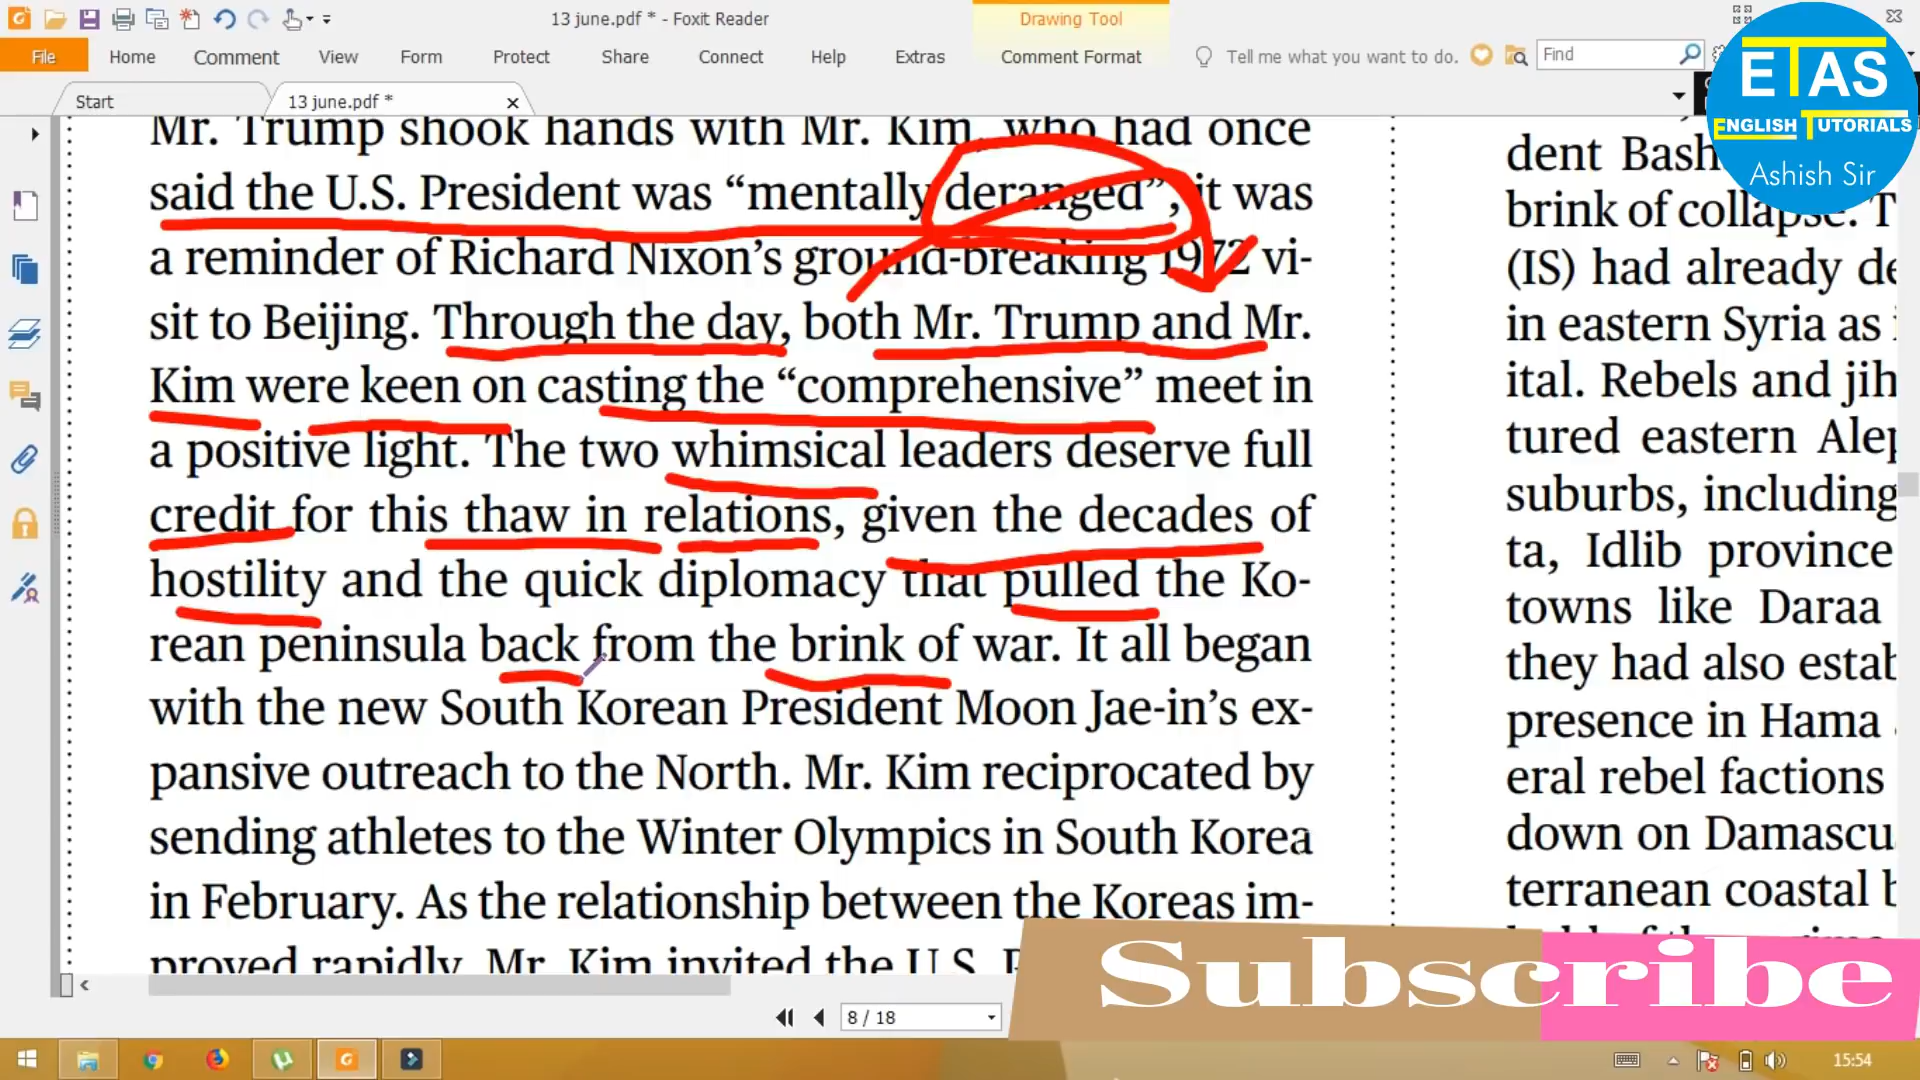 13 june.pdf * - Foxit Reader
Drawing Tool
File Home Comment View Form Protect Share Connect Help Extras Comment Format Tell me what you want to do. Find
Start 13 june.pdf *
ETAS
ENGLISH TUTORIALS
Ashish Sir
Mr. Trump shook hands with Mr. Kim, who had once
said the U.S. President was “mentally deranged”, it was
a reminder of Richard Nixon’s ground-breaking 1972 vi-
sit to Beijing. Through the day, both Mr. Trump and Mr.
Kim were keen on casting the “comprehensive” meet in
a positive light. The two whimsical leaders deserve full
credit for this thaw in relations, given the decades of
hostility and the quick diplomacy that pulled the Ko-
rean peninsula back from the brink of war. It all began
with the new South Korean President Moon Jae-in’s ex-
pansive outreach to the North. Mr. Kim reciprocated by
sending athletes to the Winter Olympics in South Korea
in February. As the relationship between the Koreas im-
proved rapidly, Mr. Kim invited the U.S.
dent Bash
brink of collapse. T
(IS) had already de
in eastern Syria as
ital. Rebels and jih
tured eastern Alep
suburbs, including
ta, Idlib province
towns like Daraa
they had also estab
presence in Hama
eral rebel factions
down on Damascu
terranean coastal b
Subscribe
8 / 18
15:54